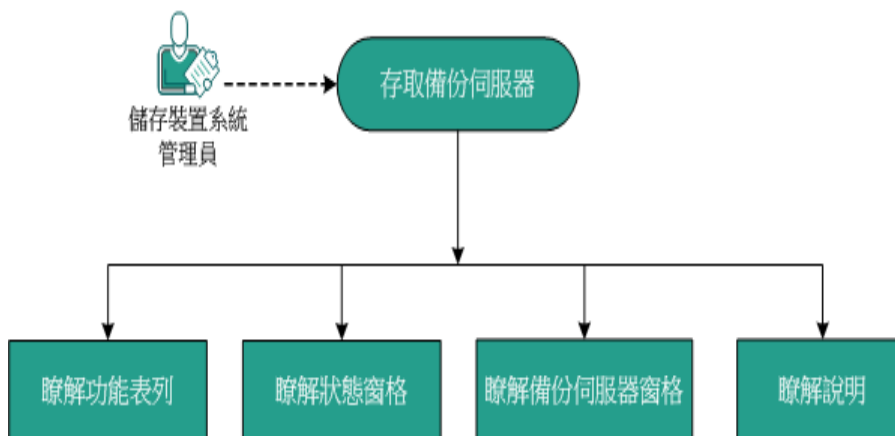 存取備份伺服器
儲存裝置系統
管理員
瞭解功能表列
瞭解狀態窗格
瞭解備份伺服器窗格
瞭解說明